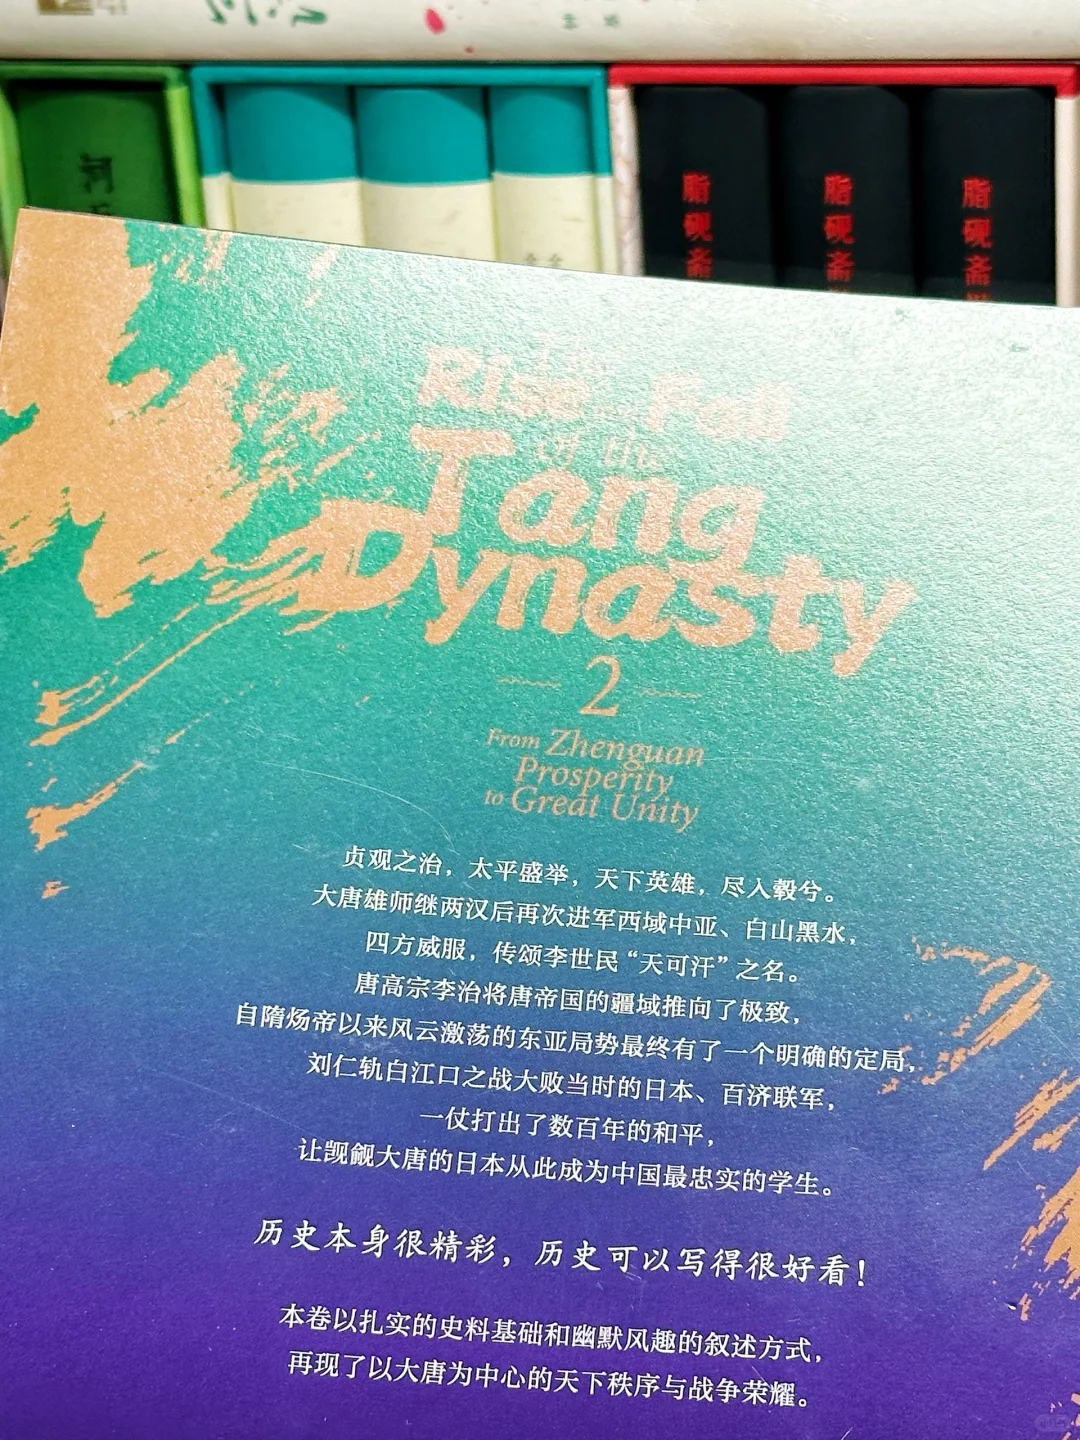 河
脂砚斋
脂砚斋
脂砚斋
The
Rise Fall
of the
Tang
Dynasty
2
From Zhenguan
Prosperity
to Great Unity
贞观之治，太平盛举，天下英雄，尽入毂兮。
大唐雄师继两汉后再次进军西域中亚、白山黑水，
四方威服，传颂李世民“天可汗”之名。
唐高宗李治将唐帝国的疆域推向了极致，
自隋炀帝以来风云激荡的东亚局势最终有了一个明确的定局，
刘仁轨白江口之战大败当时的日本、百济联军，
一仗打出了数百年的和平，
让觊觎大唐的日本从此成为中国最忠实的学生。
历史本身很精彩，历史可以写得很好看！
本卷以扎实的史料基础和幽默风趣的叙述方式，
再现了以大唐为中心的天下秩序与战争荣耀。